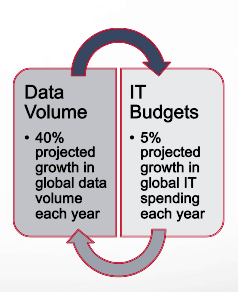 Data
Volume
• 40%
projected
growth in
global data
volume
each year
IT
Budgets
• 5%
projected
growth in
global IT
spending
each year